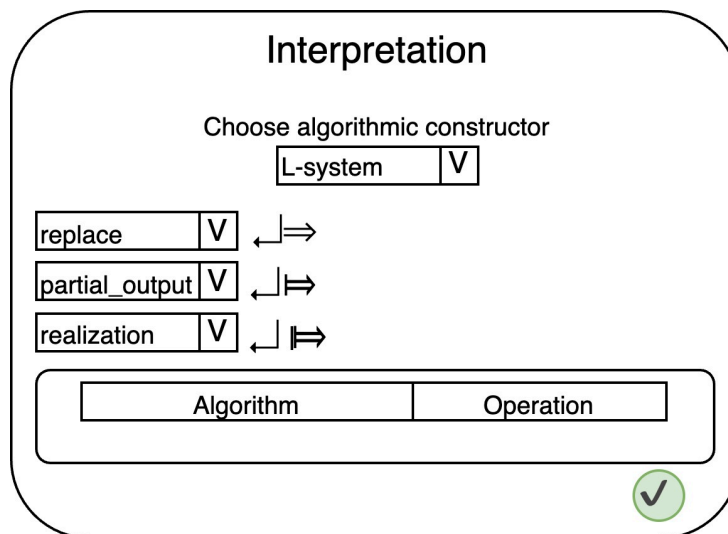 Interpretation
Choose algorithmic constructor
L-system V
replace V ↵⇒
partial_output V ↵|⇒
realization V ↵||⇒
Algorithm Operation